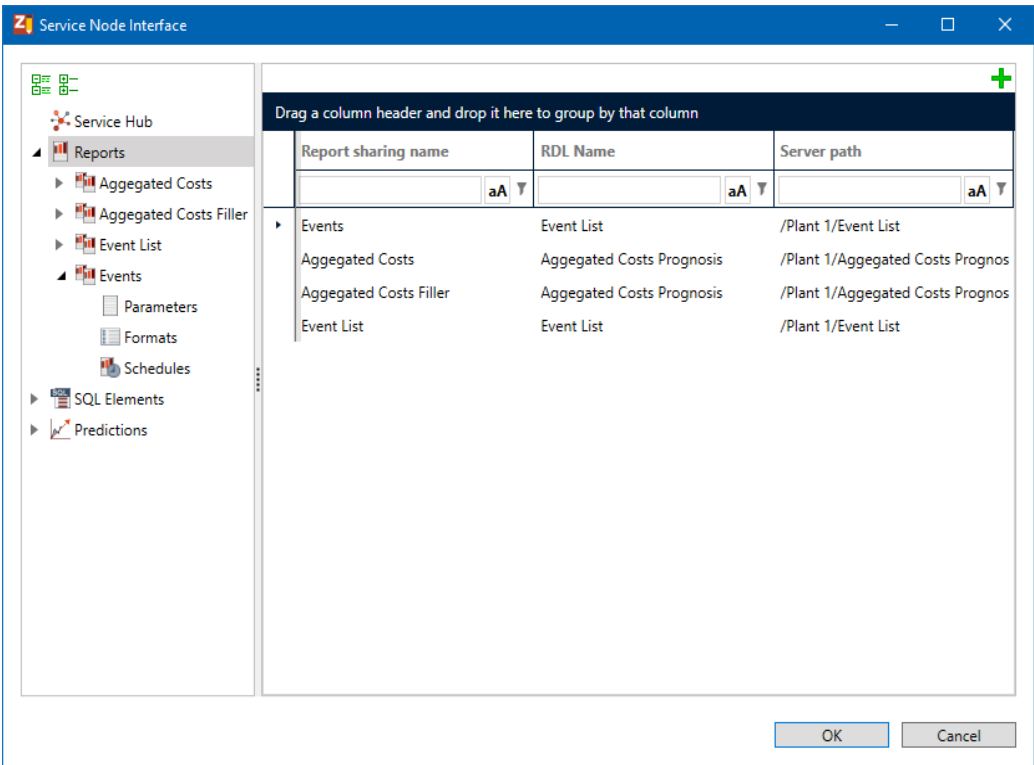 Service Node Interface
Service Hub
Reports
Aggegated Costs
Aggegated Costs Filler
Event List
Events
Parameters
Formats
Schedules
SQL Elements
Predictions
Drag a column header and drop it here to group by that column
Report sharing name RDL Name Server path
aA aA aA
Events Event List /Plant 1/Event List
Aggegated Costs Aggegated Costs Prognosis /Plant 1/Aggegated Costs Prognos
Aggegated Costs Filler Aggegated Costs Prognosis /Plant 1/Aggegated Costs Prognos
Event List Event List /Plant 1/Event List
OK Cancel